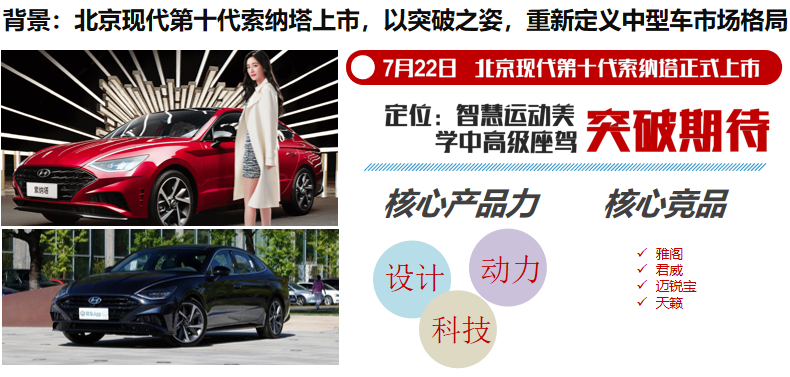 背景：北京现代第十代索纳塔上市，以突破之姿，重新定义中型车市场格局
7月22日 北京现代第十代索纳塔正式上市
定位：智慧运动美
学中高级座驾
突破期待
核心产品力
核心竞品
设计
动力
科技
雅阁
君威
迈锐宝
天籁
索纳塔